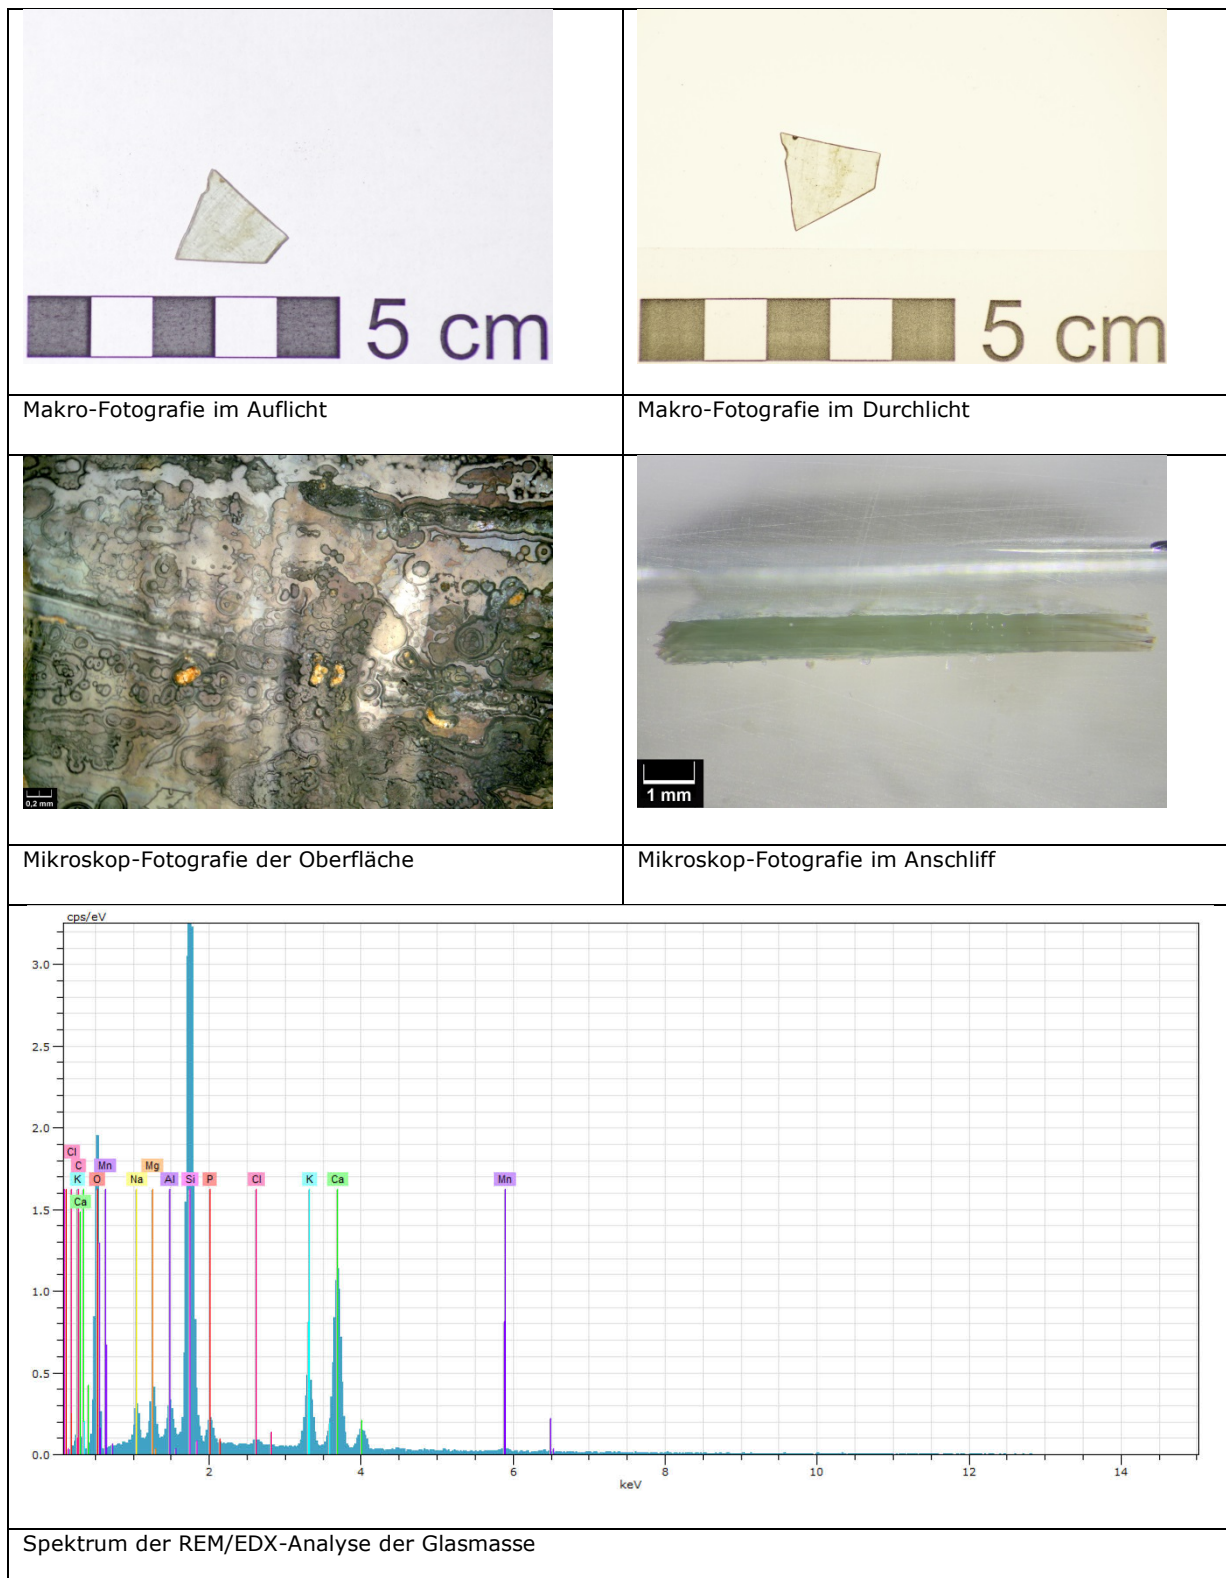 5 cm
5 cm
Makro-Fotografie im Auflicht
Makro-Fotografie im Durchlicht
0,2 mm
1 mm
Mikroskop-Fotografie der Oberfläche
Mikroskop-Fotografie im Anschliff
cps/eV
3.0
2.5
2.0
1.5
1.0
0.5
0.0
Cl
C Mn Mg
K O Na Al Si P Cl K Ca Mn
Ca
2 4 6 8 10 12 14
keV
Spektrum der REM/EDX-Analyse der Glasmasse